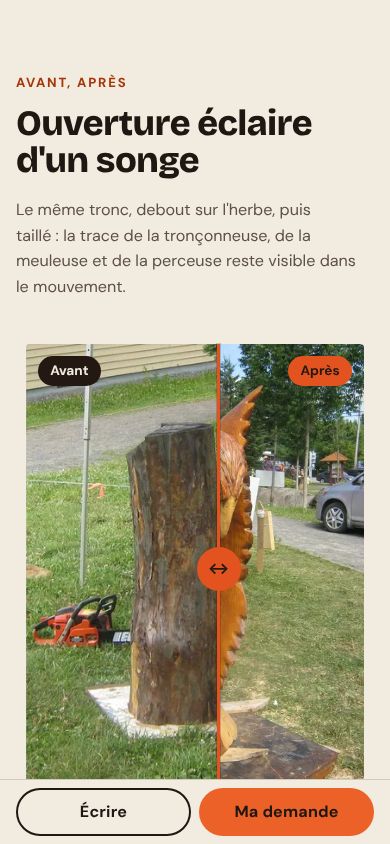 AVANT, APRÈS
Ouverture éclaire
d'un songe
Le même tronc, debout sur l'herbe, puis
taillé : la trace de la tronçonneuse, de la
meuleuse et de la perceuse reste visible dans
le mouvement.
Avant
Après
Écrire
Ma demande